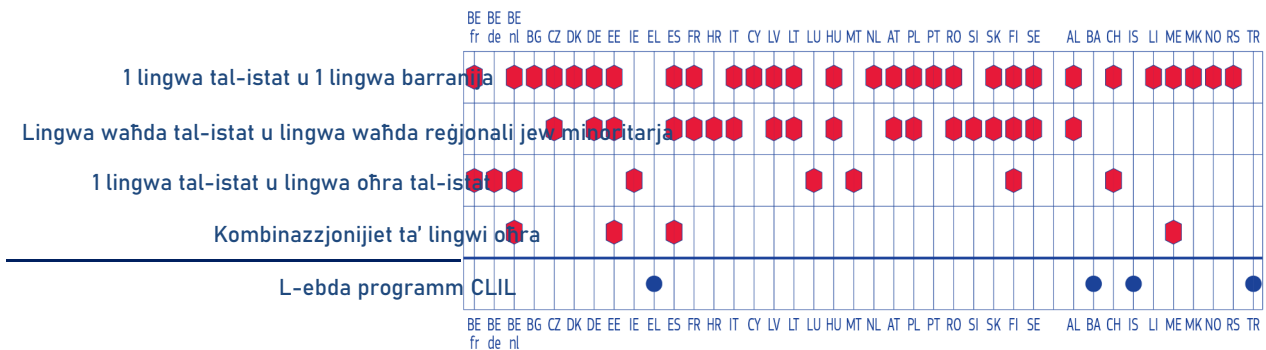 BE BE BE
fr de nl BG CZ DK DE EE IE EL ES FR HR IT CY LV LT LU HU MT NL AT PL PT RO SI SK FI SE AL BA CH IS LI ME MK NO RS TR
1 lingwa tal-istat u 1 lingwa barranija
Lingwa waħda tal-istat u lingwa waħda reġjonali jew minoritarja
1 lingwa tal-istat u lingwa oħra tal-istat
Kombinazzjonijiet ta’ lingwi oħra
L-ebda programm CLIL
BE BE BE BG CZ DK DE EE IE EL ES FR HR IT CY LV LT LU HU MT NL AT PL PT RO SI SK FI SE AL BA CH IS LI ME MK NO RS TR
fr de nl